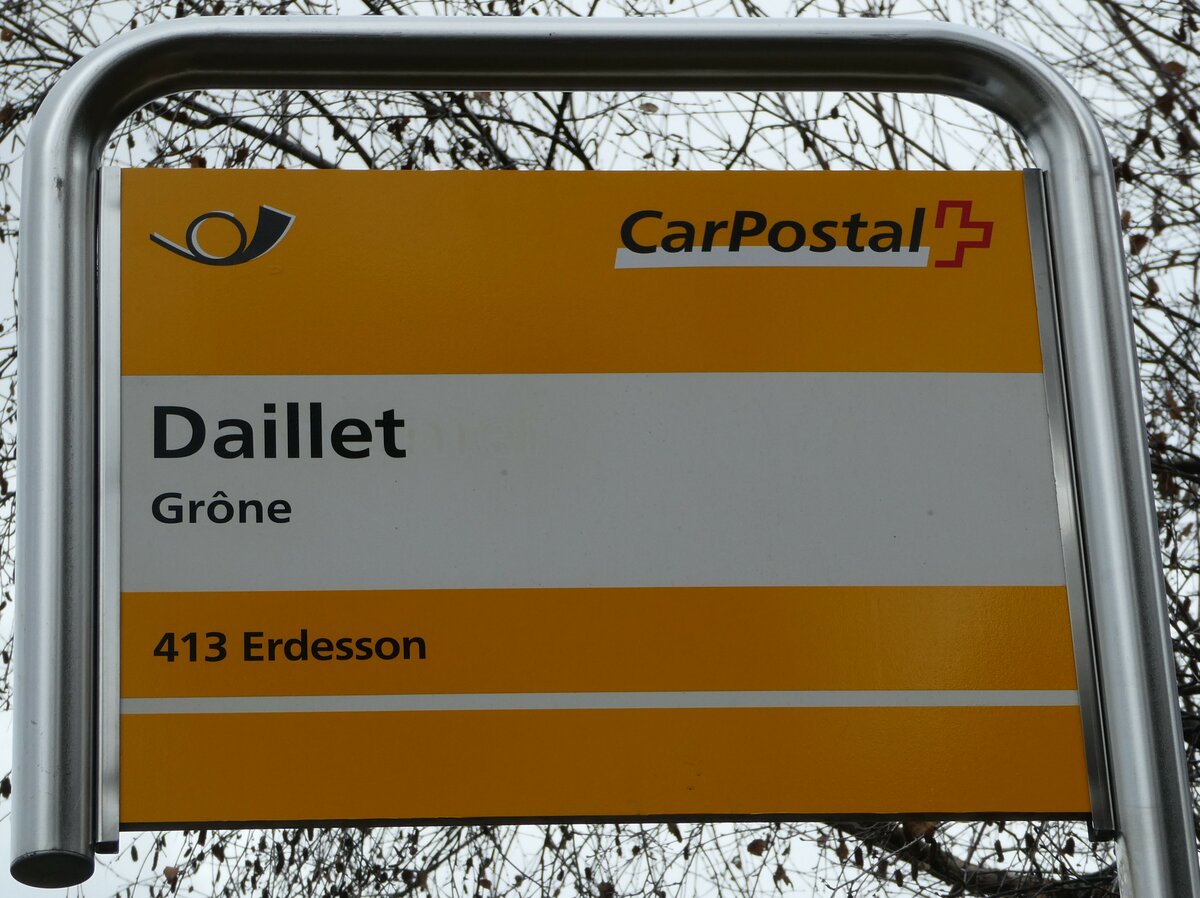 CarPostal
Daillet
Grône
413 Erdesson